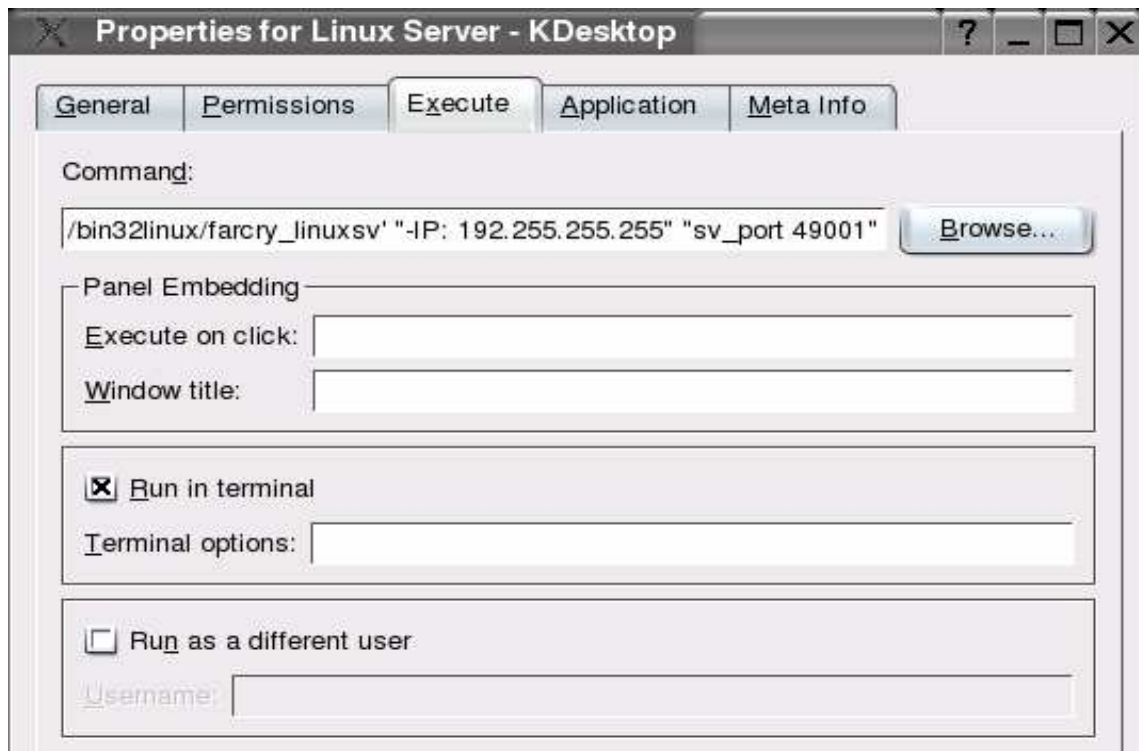 Properties for Linux Server - KDesktop
General Permissions Execute Application Meta Info
Command:
/bin32linux/farcry_linuxsv' "-IP: 192.255.255.255" "sv_port 49001" Browse...
Panel Embedding
Execute on click:
Window title:
Run in terminal
Terminal options:
Run as a different user
Username: